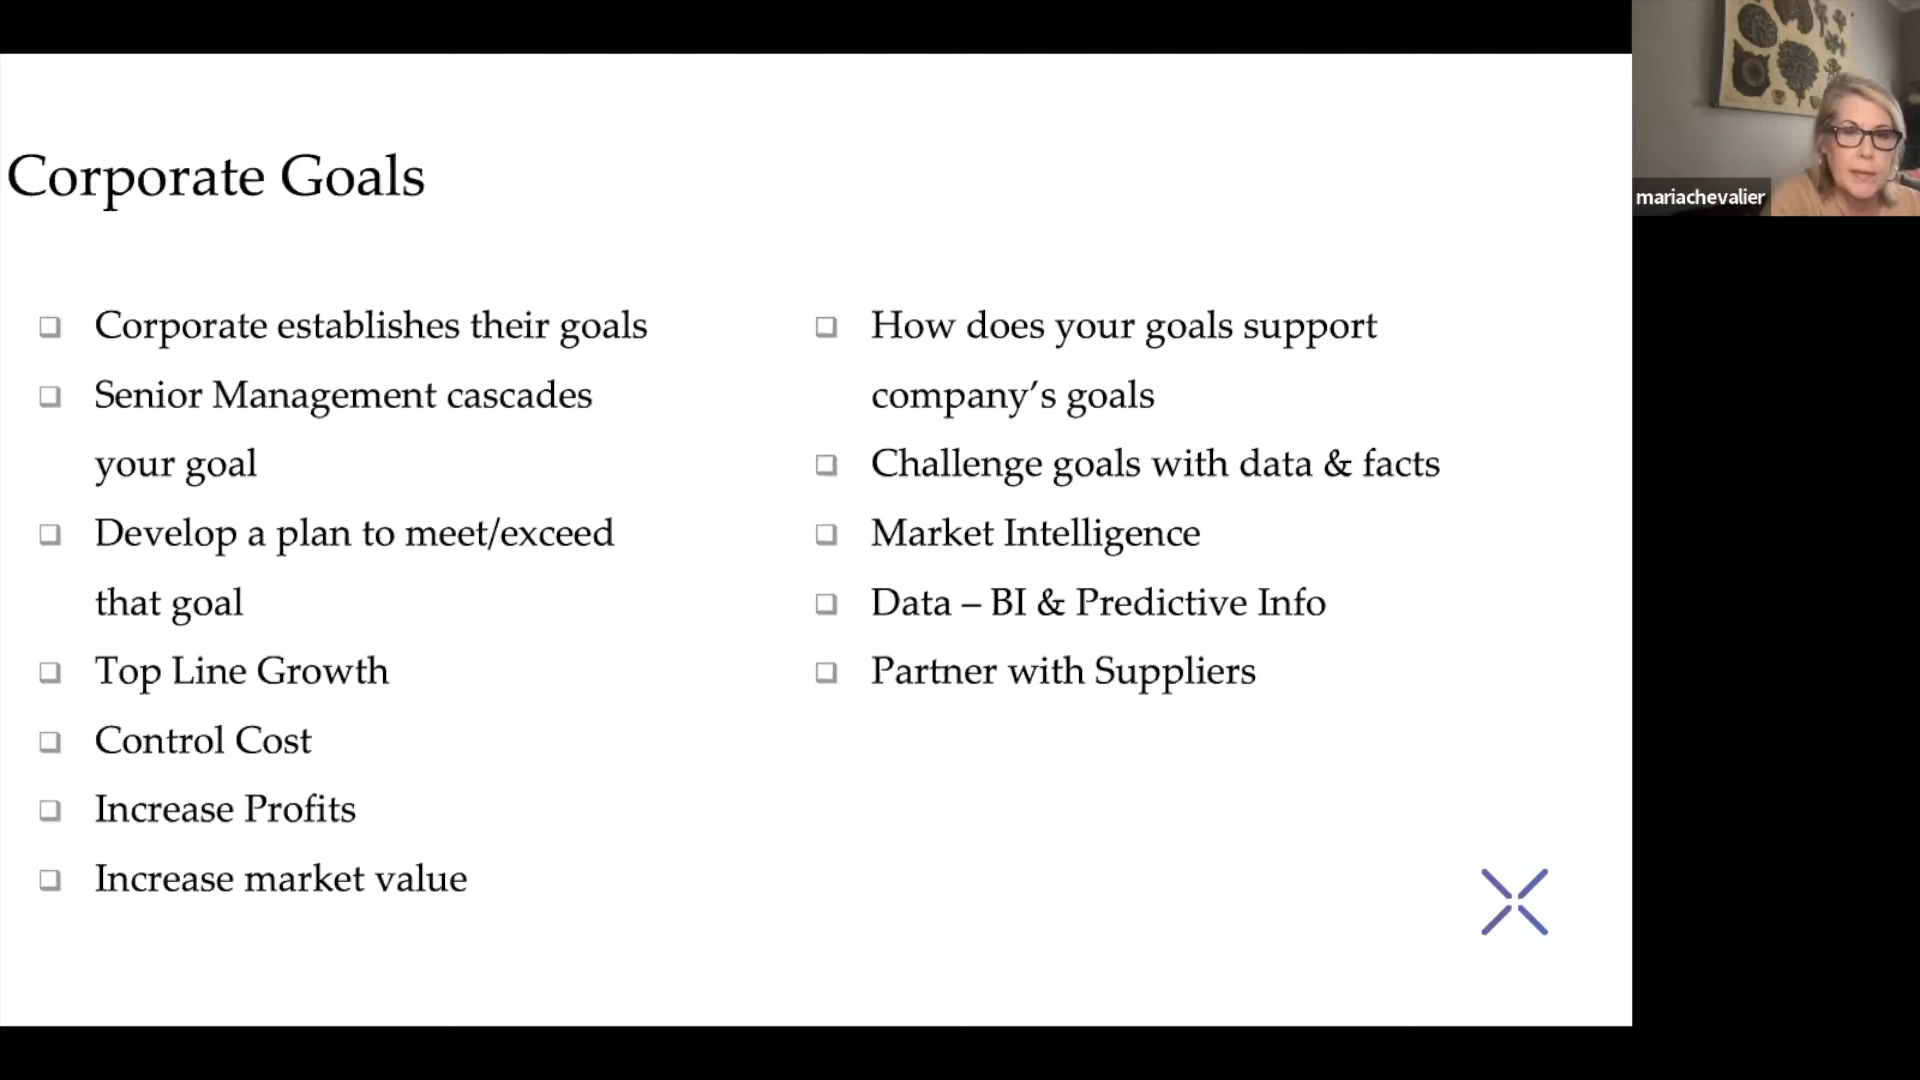 Corporate Goals
Corporate establishes their goals
Senior Management cascades
your goal
Develop a plan to meet/exceed
that goal
Top Line Growth
Control Cost
Increase Profits
Increase market value
How does your goals support
company’s goals
Challenge goals with data & facts
Market Intelligence
Data – BI & Predictive Info
Partner with Suppliers
mariachevalier